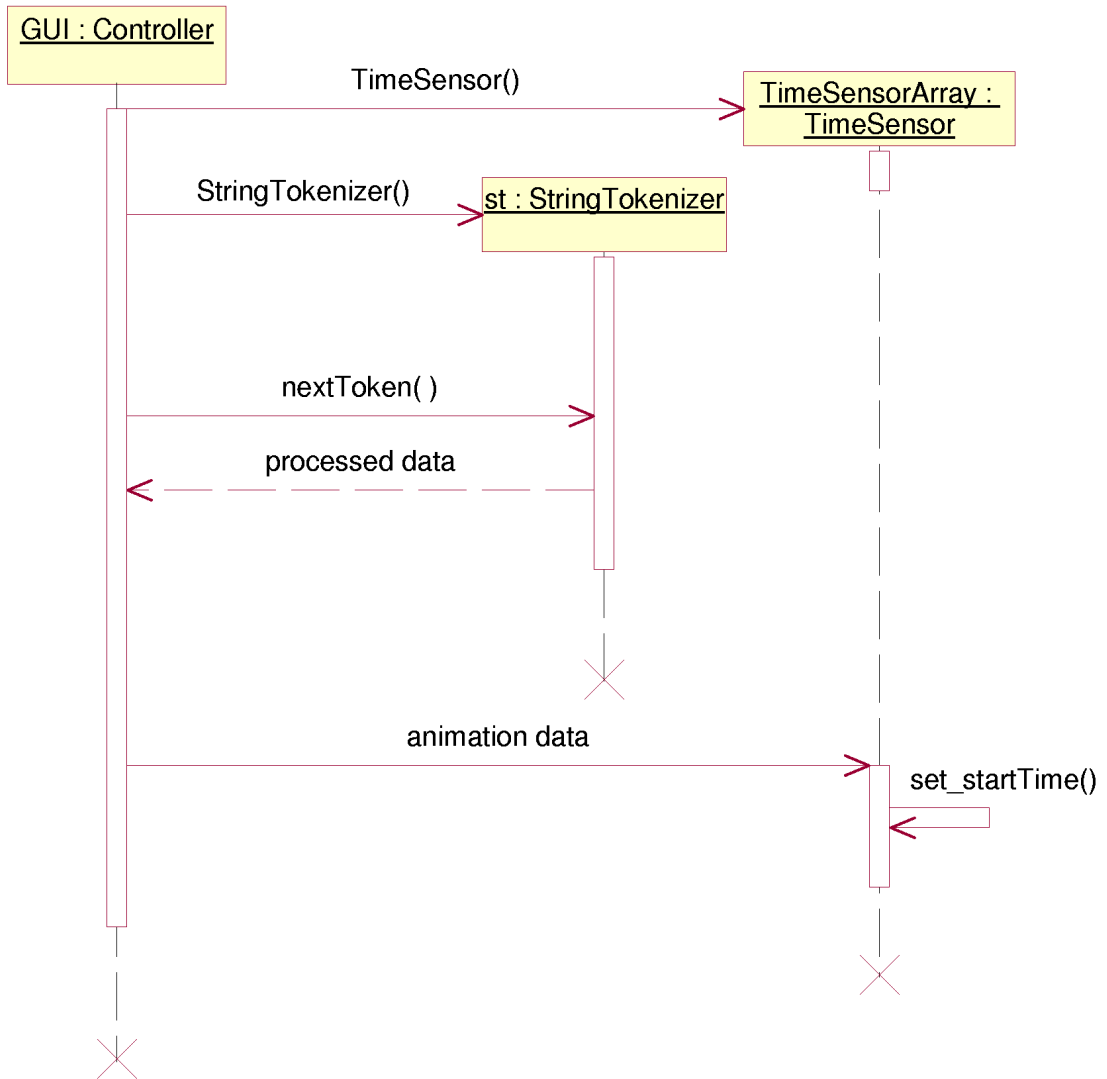 GUI : Controller
TimeSensor()
TimeSensorArray :
TimeSensor
StringTokenizer()
st : StringTokenizer
nextToken( )
processed data
animation data
set_startTime()